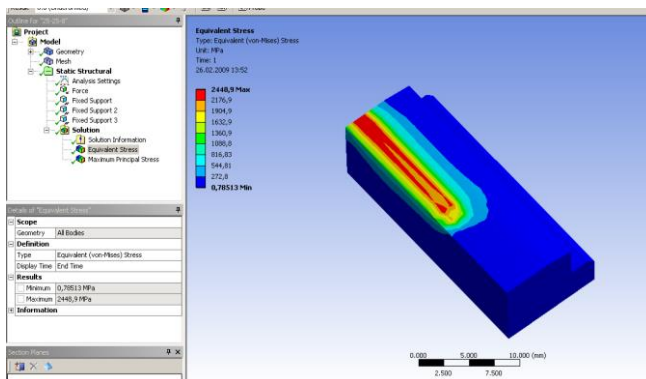 Outline for "25-25-8"
Project
Model
Geometry
Mesh
Static Structural
Analysis Settings
Force
Fixed Support
Fixed Support 2
Fixed Support 3
Solution
Solution Information
Equivalent Stress
Maximum Principal Stress
Details of "Equivalent Stress"
Scope
Geometry All Bodies
Definition
Type Equivalent (von-Mises) Stress
Display Time End Time
Results
Minimum 0,78513 MPa
Maximum 2448,9 MPa
Information
Section Planes
Equivalent Stress
Type: Equivalent (von-Mises) Stress
Unit: MPa
Time: 1
26.02.2009 13:52
2448,9 Max
2176,9
1904,9
1632,9
1360,9
1088,8
816,83
544,81
272,8
0,78513 Min
0.000 5.000 10.000 (mm)
2.500 7.500